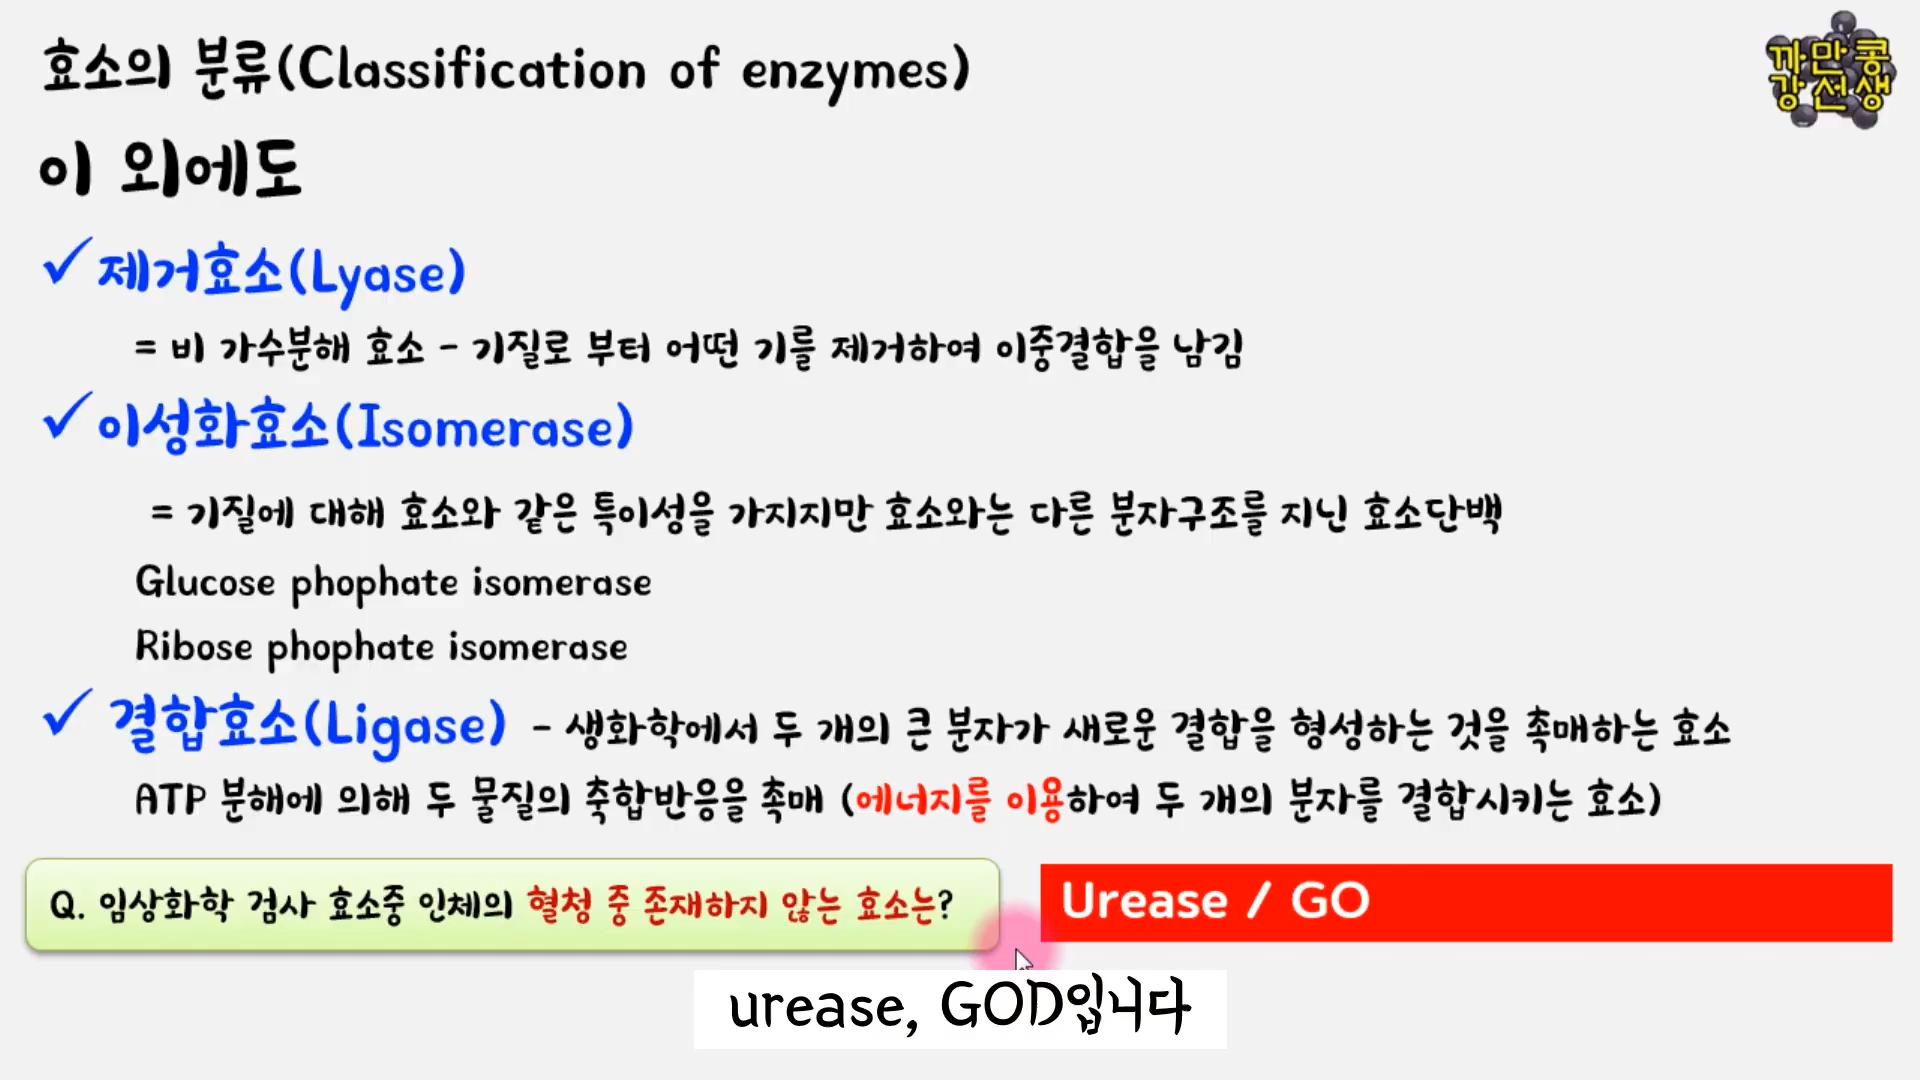 효소의 분류(Classification of enzymes)
까만콩
강선생
이 외에도
✓ 제거효소(Lyase)
= 비 가수분해 효소 - 기질로 부터 어떤 기를 제거하여 이중결합을 남김
✓ 이성화효소(Isomerase)
= 기질에 대해 효소와 같은 특이성을 가지지만 효소와는 다른 분자구조를 지닌 효소단백
Glucose phophate isomerase
Ribose phophate isomerase
✓ 결합효소(Ligase) - 생화학에서 두 개의 큰 분자가 새로운 결합을 형성하는 것을 촉매하는 효소
ATP 분해에 의해 두 물질의 축합반응을 촉매 (에너지를 이용하여 두 개의 분자를 결합시키는 효소)
Q. 임상화학 검사 효소중 인체의 혈청 중 존재하지 않는 효소는?
Urease / GO
urease, GOD입니다